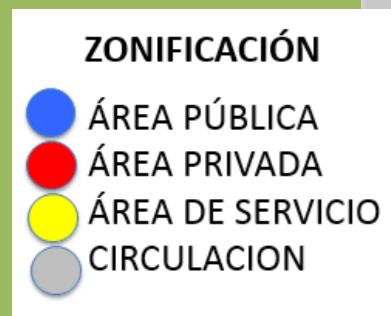 ZONIFICACIÓN
ÁREA PÚBLICA
ÁREA PRIVADA
ÁREA DE SERVICIO
CIRCULACION